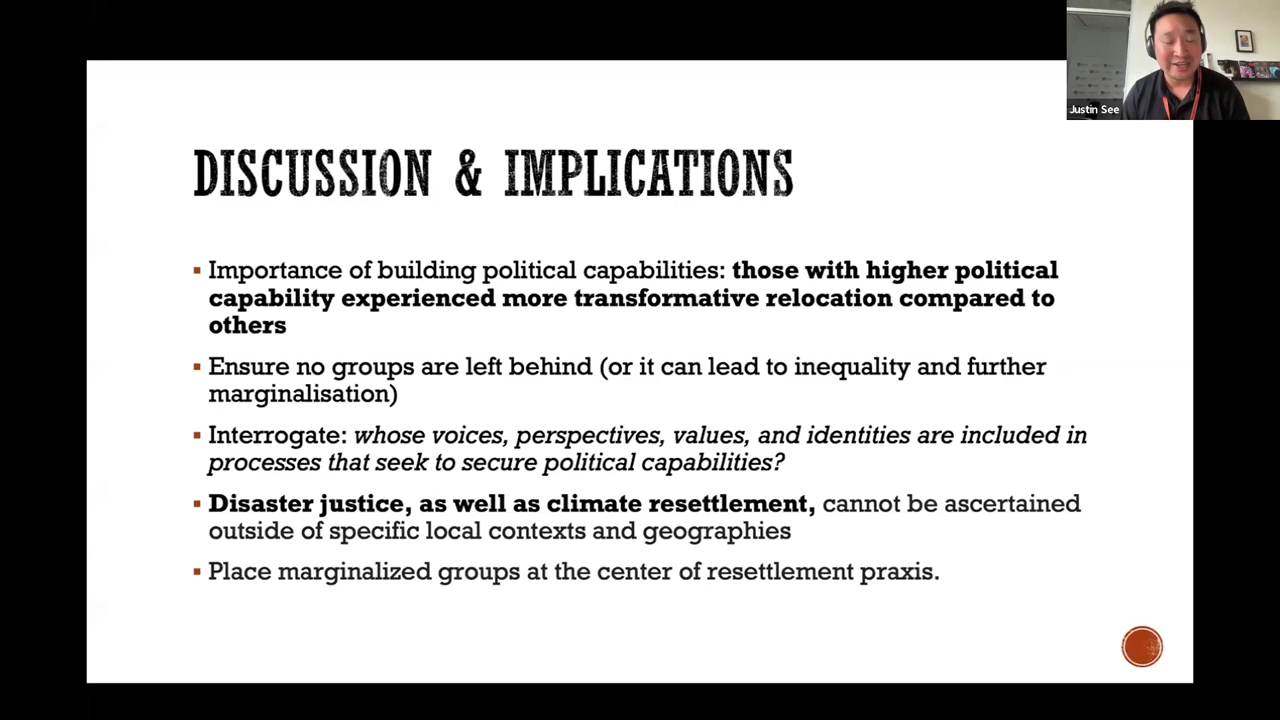 Justin See
DISCUSSION & IMPLICATIONS
▪ Importance of building political capabilities: those with higher political
capability experienced more transformative relocation compared to
others
▪ Ensure no groups are left behind (or it can lead to inequality and further
marginalisation)
▪ Interrogate: whose voices, perspectives, values, and identities are included in
processes that seek to secure political capabilities?
▪ Disaster justice, as well as climate resettlement, cannot be ascertained
outside of specific local contexts and geographies
▪ Place marginalized groups at the center of resettlement praxis.